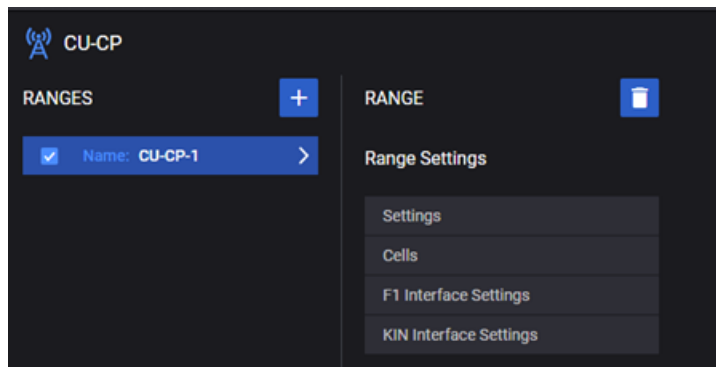 CU-CP
RANGES
+
Name: CU-CP-1
RANGE
Range Settings
Settings
Cells
F1 Interface Settings
KIN Interface Settings